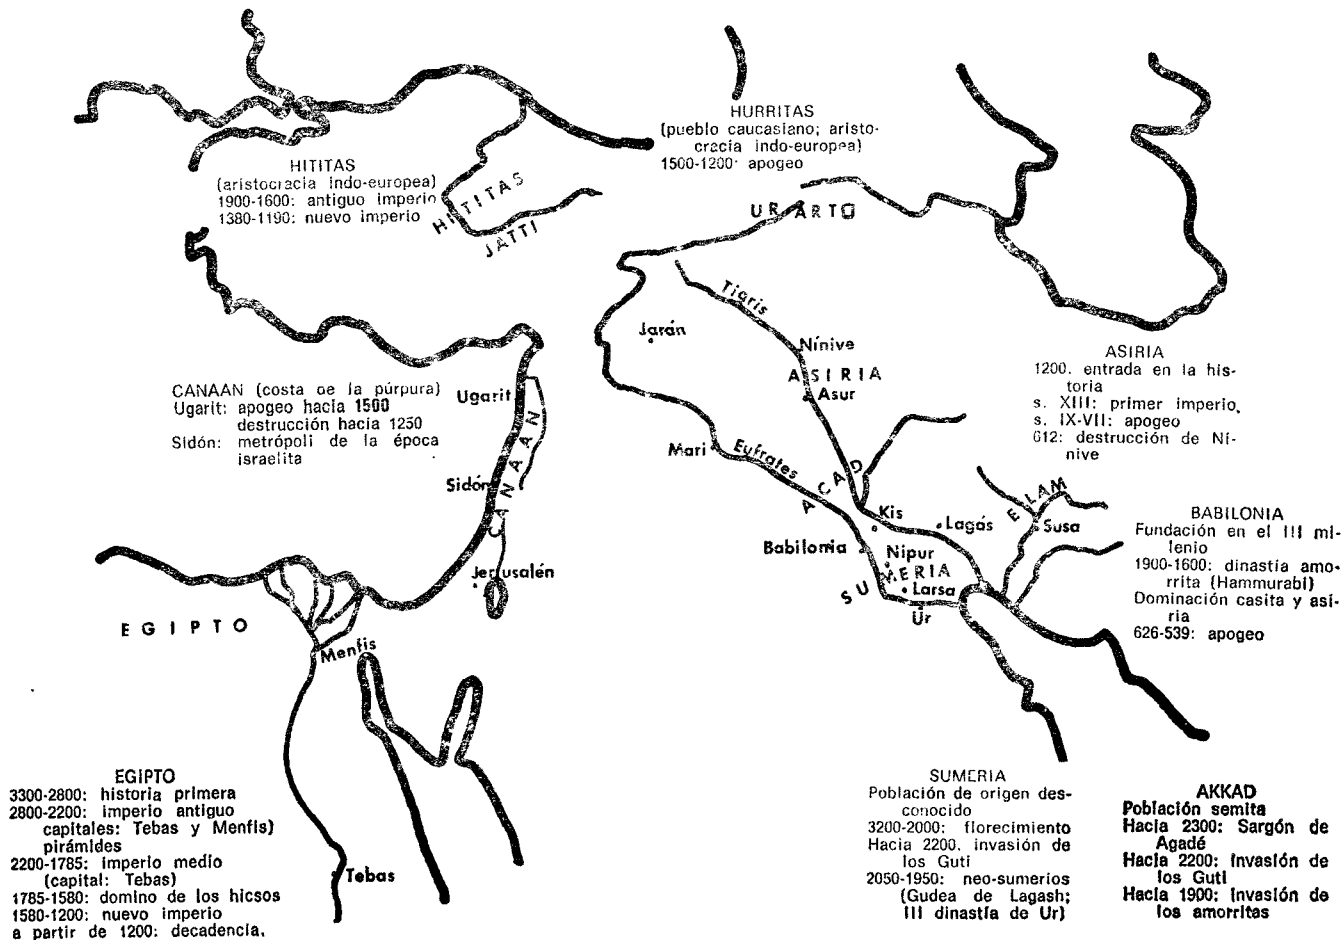 HURRITAS
(pueblo caucasiano; aristo-
cracia indo-europea)
1500-1200: apogeo
HITITAS
(aristocracia indo-europea)
1900-1600: antiguo imperio
1380-1190: nuevo imperio
HITITAS
JATTI
URARTU
Tigris
Jarán
Nínive
ASIRIA
Asur
ASIRIA
1200. entrada en la his-
toria
s. XIII: primer imperio,
s. IX-VII: apogeo
612: destrucción de Ní-
nive
CANAAN (costa de la púrpura)
Ugarit: apogeo hacia 1500
destrucción hacia 1250
Sidón: metrópoli de la época
israelita
Ugarit
CANAAN
Sidón
Jerusalén
Mari
Eufrates
ACAD
Kis
Lagás
ELAM
Susa
Babilonia
Nipur
SUMERIA
Larsa
Ur
BABILONIA
Fundación en el III mi-
lenio
1900-1600: dinastía amo-
rrita (Hammurabi)
Dominación casita y asi-
ria
626-539: apogeo
EGIPTO
Menfis
Tebas
EGIPTO
3300-2800: historia primera
2800-2200: imperio antiguo
capitales: Tebas y Menfis)
pirámides
2200-1785: imperio medio
(capital: Tebas)
1785-1580: domino de los hicsos
1580-1200: nuevo imperio
a partir de 1200: decadencia.
SUMERIA
Población de origen des-
conocido
3200-2000: florecimiento
Hacia 2200. invasión de
los Guti
2050-1950: neo-sumerios
(Gudea de Lagash;
III dinastía de Ur)
AKKAD
Población semita
Hacia 2300: Sargón de
Agadé
Hacia 2200: invasión de
los Guti
Hacia 1900: invasión de
los amorritas